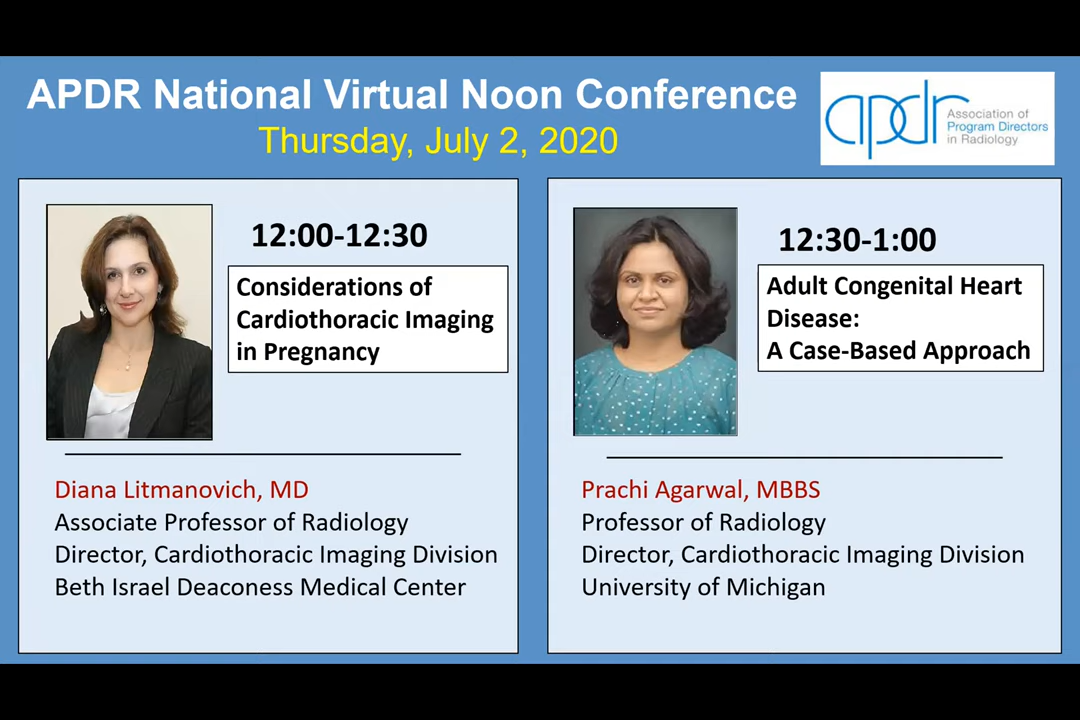 APDR National Virtual Noon Conference
Thursday, July 2, 2020
apdr
Association of
Program Directors
in Radiology
12:00-12:30
Considerations of
Cardiothoracic Imaging
in Pregnancy
Diana Litmanovich, MD
Associate Professor of Radiology
Director, Cardiothoracic Imaging Division
Beth Israel Deaconess Medical Center
12:30-1:00
Adult Congenital Heart
Disease:
A Case-Based Approach
Prachi Agarwal, MBBS
Professor of Radiology
Director, Cardiothoracic Imaging Division
University of Michigan